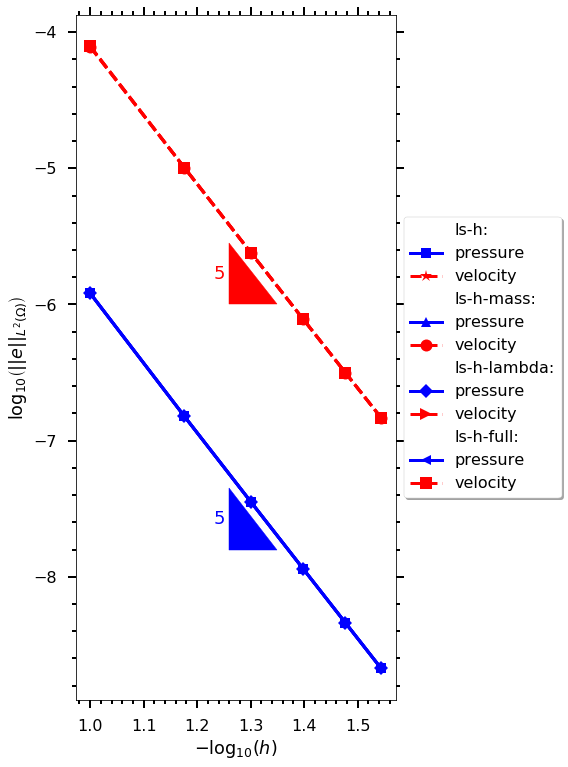 −4
−5
−6
−7
−8
log₁₀(||e||_{L²(Ω)})
5
5
1.0 1.1 1.2 1.3 1.4 1.5
−log₁₀(h)
ls-h:
pressure
velocity
ls-h-mass:
pressure
velocity
ls-h-lambda:
pressure
velocity
ls-h-full:
pressure
velocity